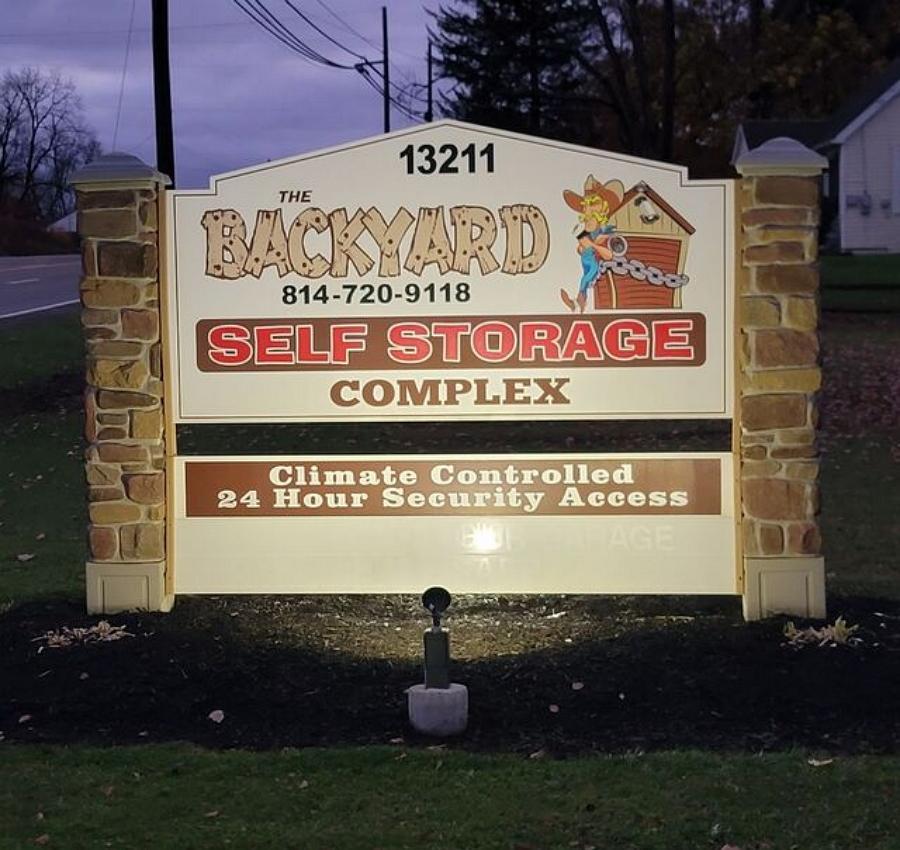 13211
THE
BACKYARD
814-720-9118
SELF STORAGE
COMPLEX
Climate Controlled
24 Hour Security Access